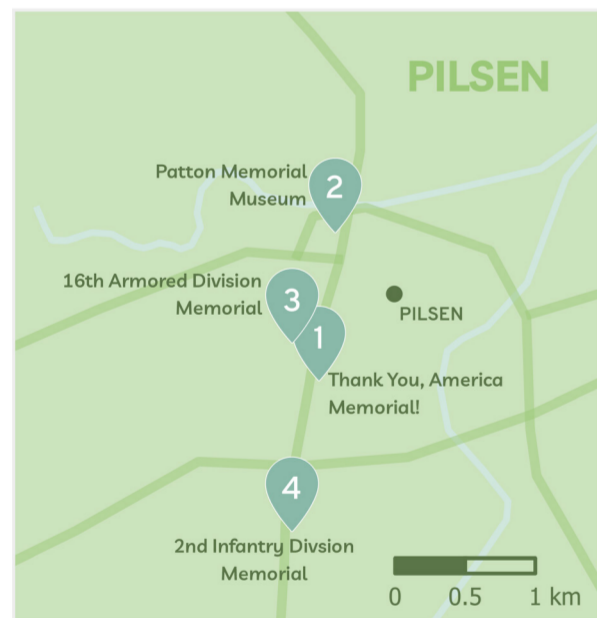 PILSEN
Patton Memorial
Museum
2
16th Armored Division
Memorial
3
PILSEN
1
Thank You, America
Memorial!
4
2nd Infantry Divsion
Memorial
0 0.5 1 km